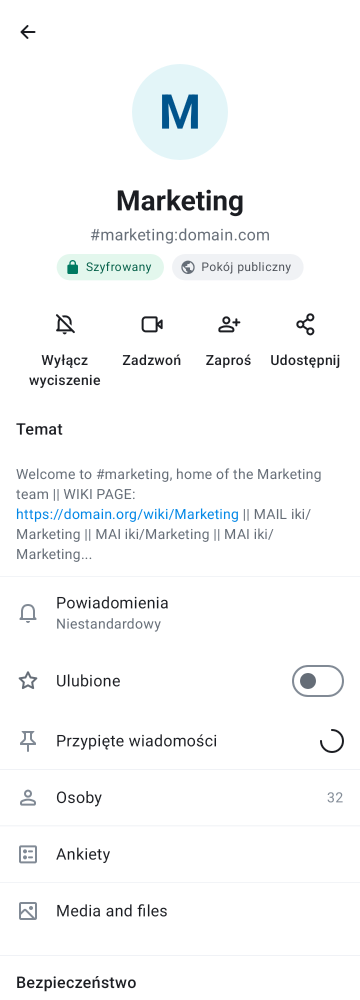 M
Marketing
#marketing:domain.com
Szyfrowany
Pokój publiczny
Wyłącz
wyciszenie
Zadzwoń
Zaproś
Udostępnij
Temat
Welcome to #marketing, home of the Marketing
team || WIKI PAGE:
https://domain.org/wiki/Marketing || MAIL iki/
Marketing || MAI iki/Marketing || MAI iki/
Marketing...
Powiadomienia
Niestandardowy
Ulubione
Przypięte wiadomości
Osoby 32
Ankiety
Media and files
Bezpieczeństwo